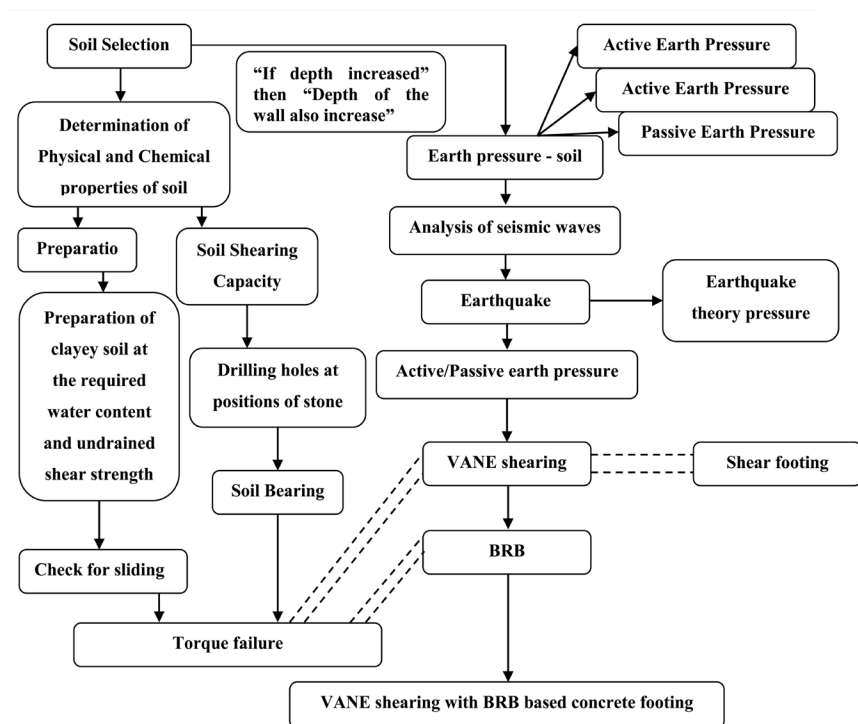 Soil Selection
“If depth increased”
then “Depth of the
wall also increase”
Active Earth Pressure
Active Earth Pressure
Passive Earth Pressure
Determination of
Physical and Chemical
properties of soil
Earth pressure - soil
Preparatio
Soil Shearing
Capacity
Analysis of seismic waves
Earthquake
Earthquake
theory pressure
Preparation of
clayey soil at
the required
water content
and undrained
shear strength
Drilling holes at
positions of stone
Active/Passive earth pressure
VANE shearing
Shear footing
Soil Bearing
BRB
Check for sliding
Torque failure
VANE shearing with BRB based concrete footing